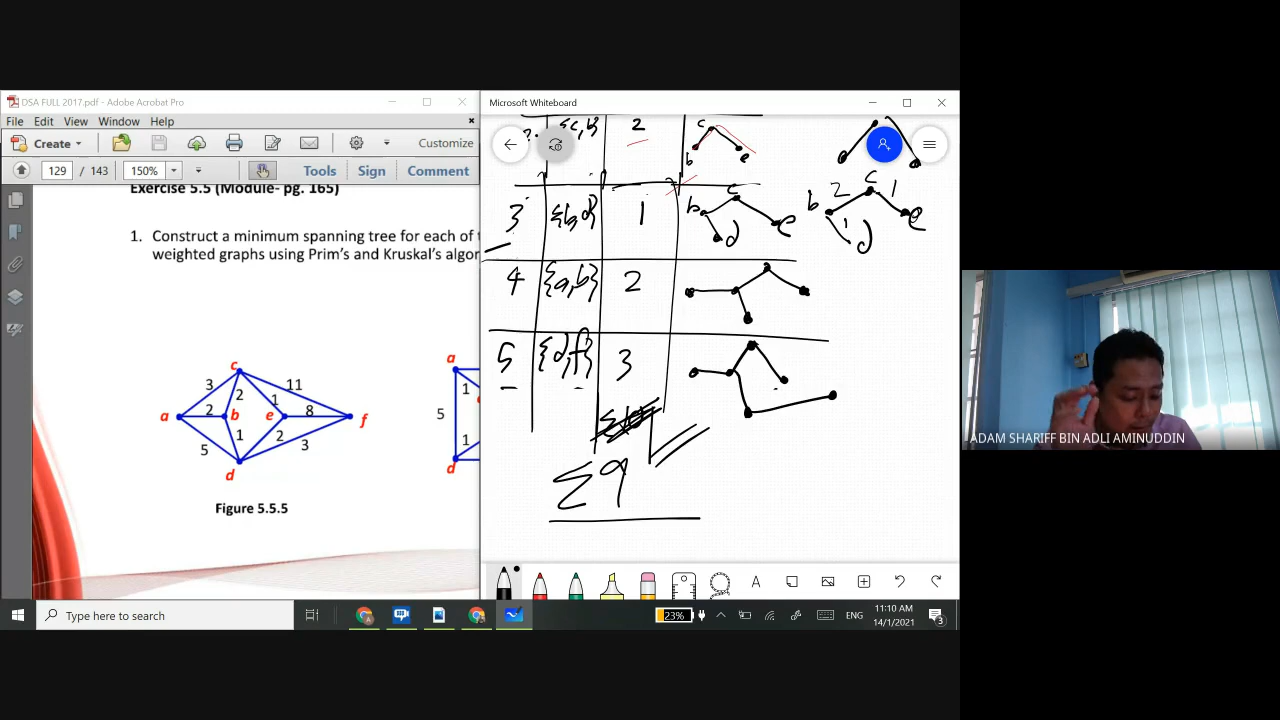 DSA FULL 2017.pdf - Adobe Acrobat Pro
File Edit View Window Help
Create
Customize
129 / 143
150%
Tools
Sign
Comment
Exercise 5.5 (Module- pg. 165)
1. Construct a minimum spanning tree for each of t
weighted graphs using Prim's and Kruskal's algor
c
3
11
2
1
a
2
b
e
8
f
1
2
5
3
d
Figure 5.5.5
a
1
5
1
d
Microsoft Whiteboard
{c,b} 2
c
b
e
3 {b,d} 1
b
c
d
e
c
b 2 1 e
1
d
4 {a,b} 2
5 {d,f} 3
Σ 9
A
ADAM SHARIFF BIN ADLI AMINUDDIN
Type here to search
23%
ENG
11:10 AM
14/1/2021
3